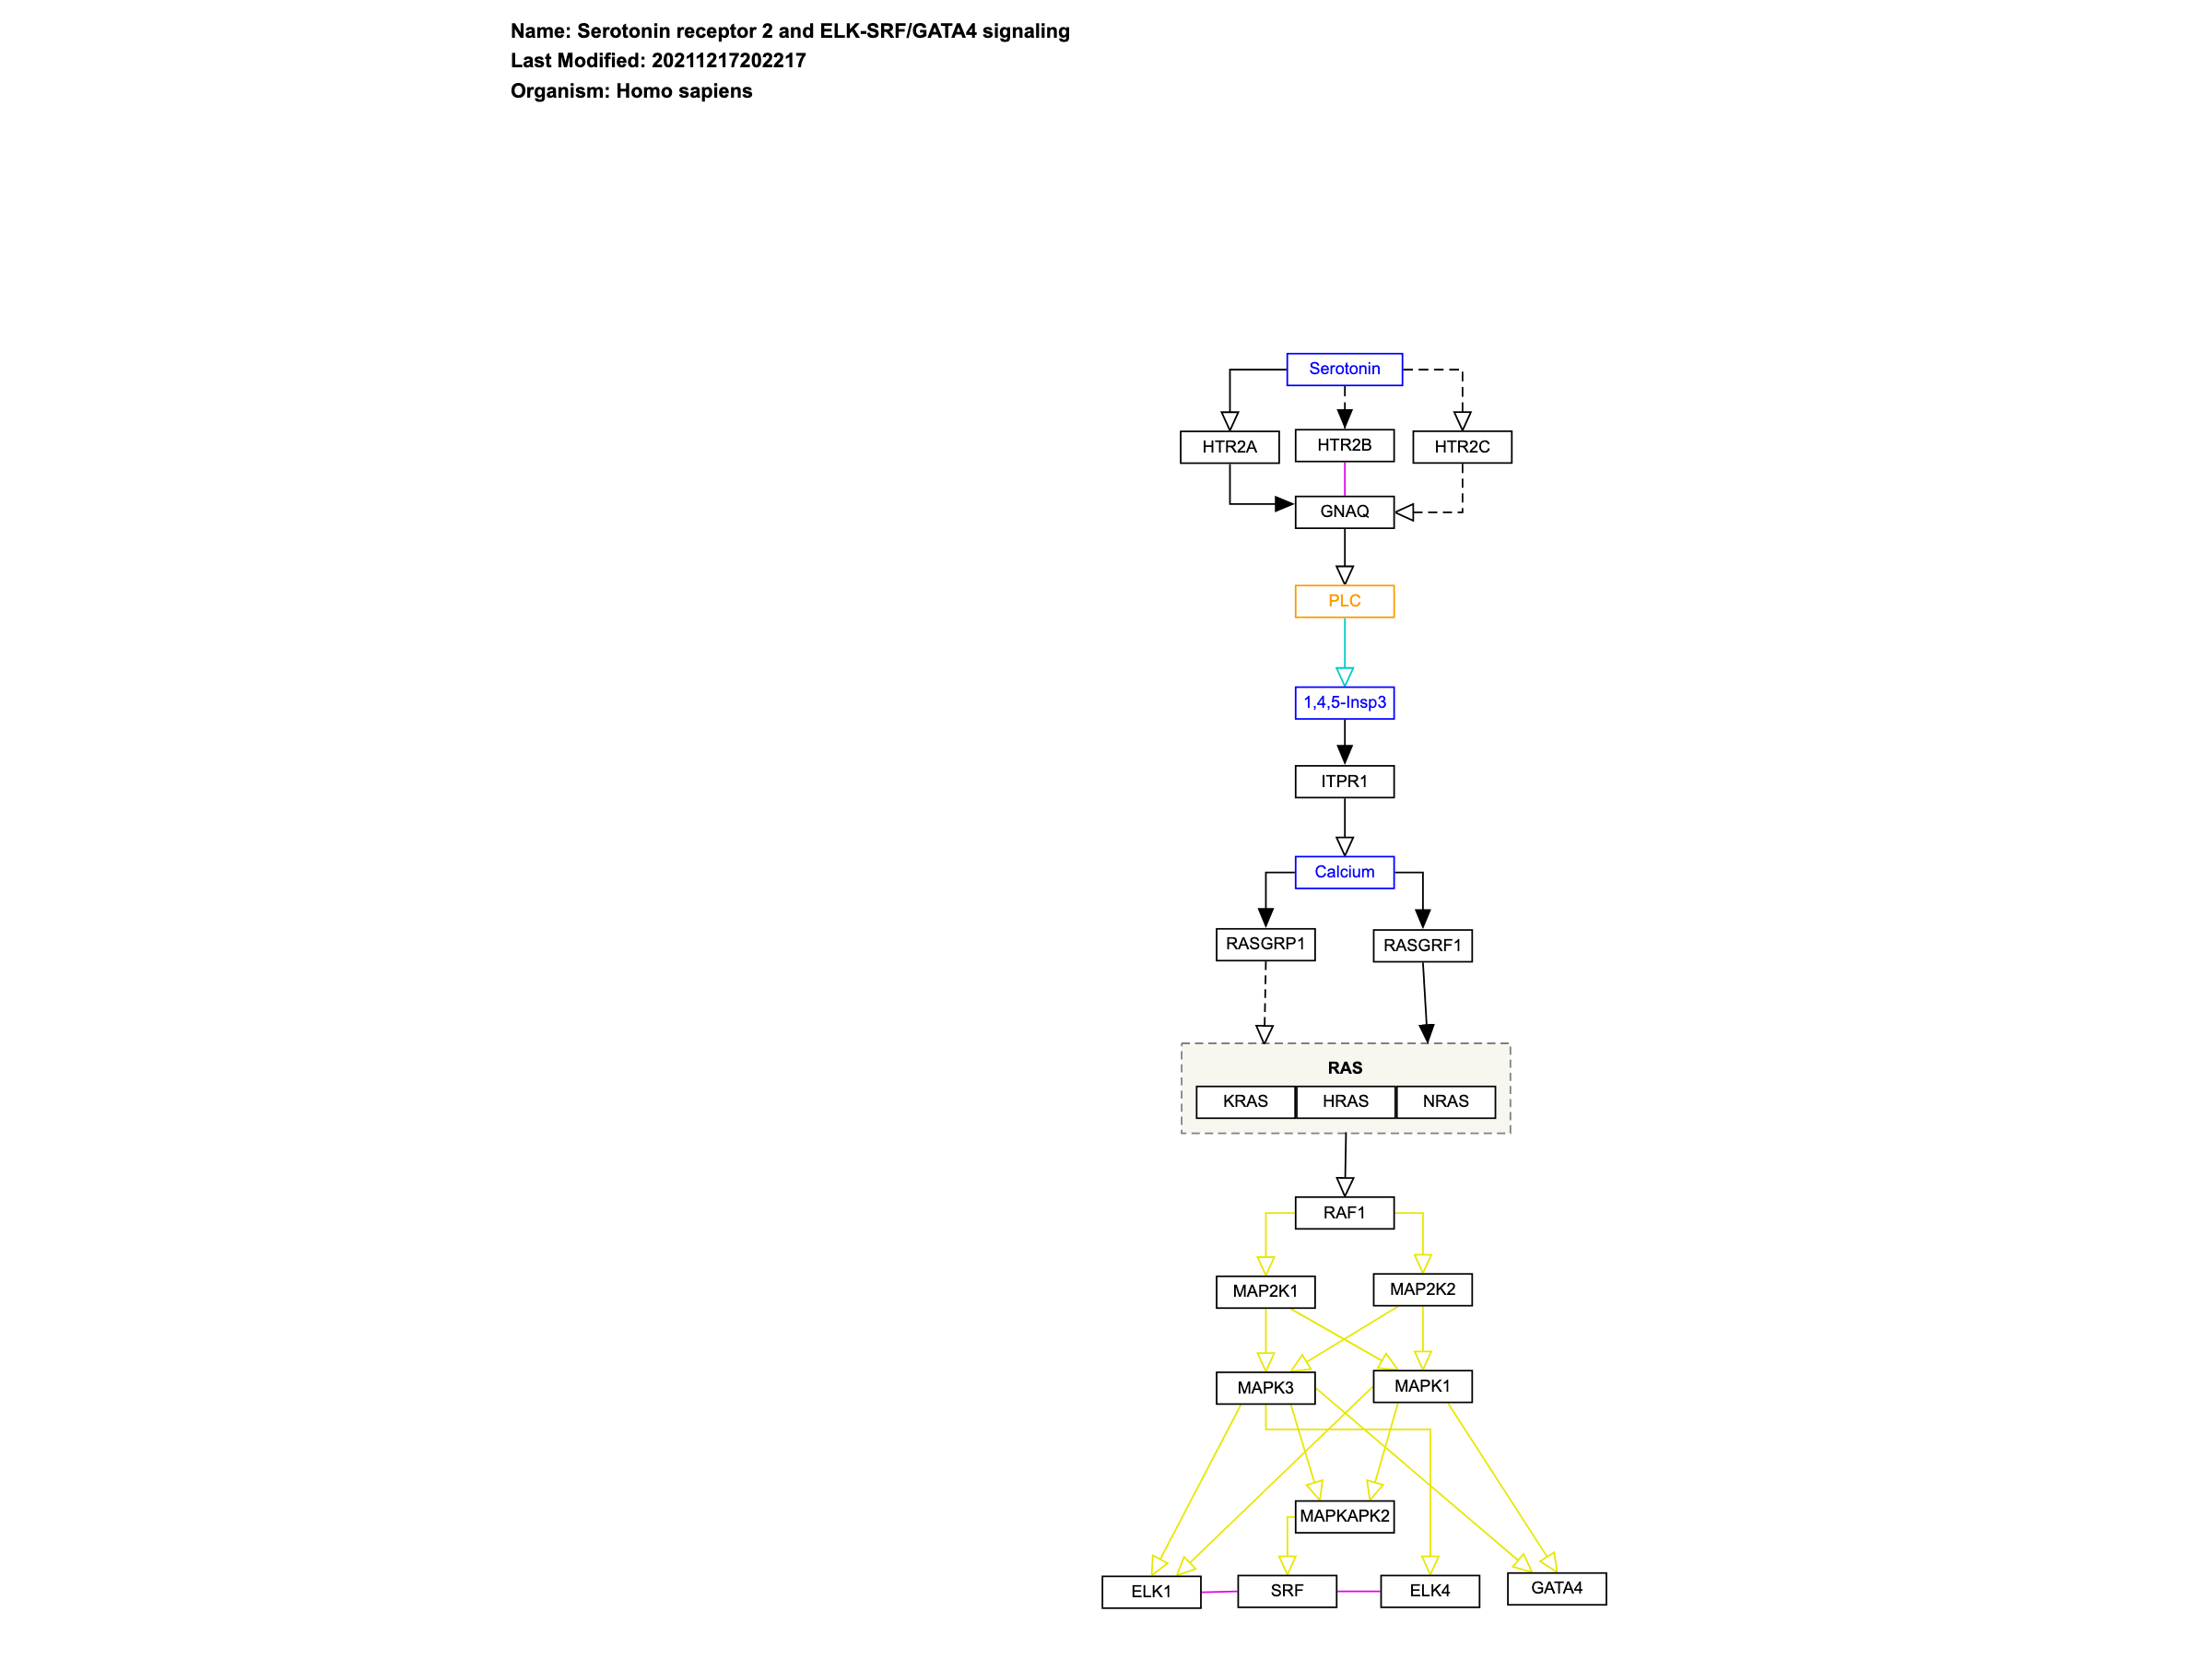 Name: Serotonin receptor 2 and ELK-SRF/GATA4 signaling
Last Modified: 20211217202217
Organism: Homo sapiens
Serotonin
HTR2A
HTR2B
HTR2C
GNAQ
PLC
1,4,5-Insp3
ITPR1
Calcium
RASGRP1
RASGRF1
RAS
KRAS
HRAS
NRAS
RAF1
MAP2K1
MAP2K2
MAPK3
MAPK1
MAPKAPK2
ELK1
SRF
ELK4
GATA4